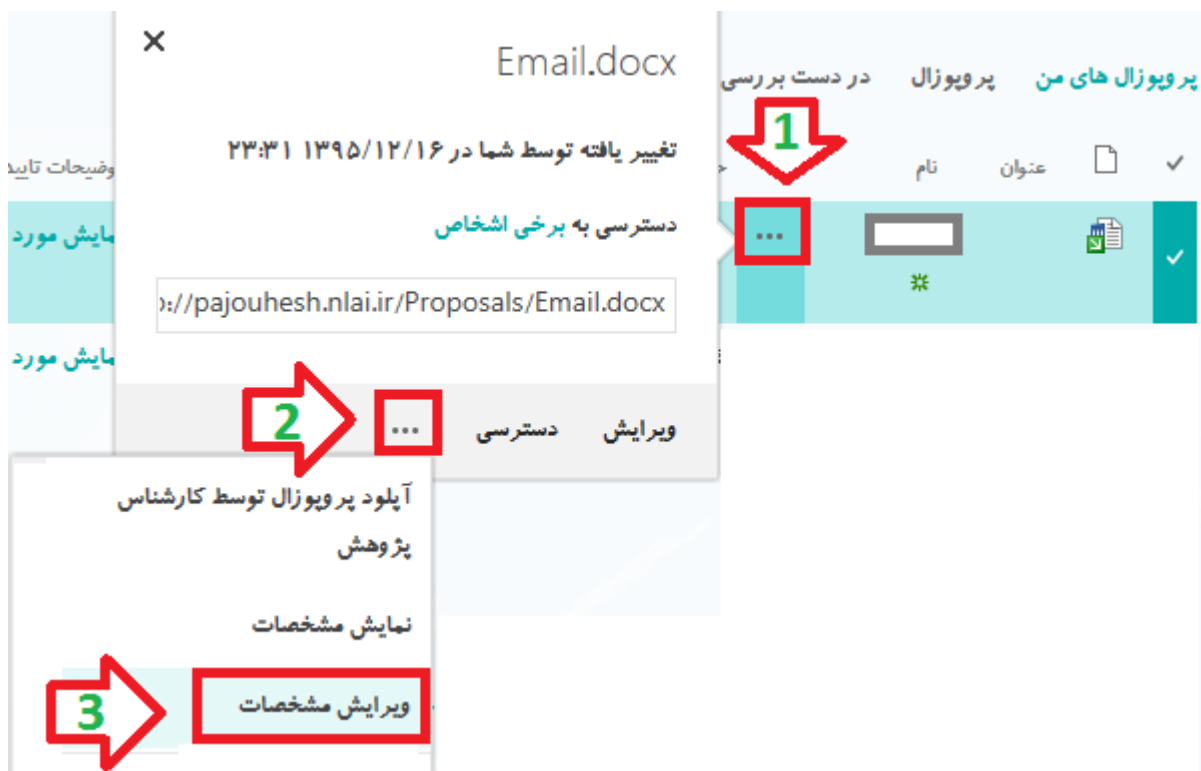 Email.docx
تغییر یافته توسط شما در ۱۳۹۵/۱۲/۱۶ ۲۳:۳۱
دسترسی به برخی اشخاص
://pajouhesh.nlai.ir/Proposals/Email.docx
ویرایش دسترسی ...
پروپوزال های من پروپوزال در دست بررسی
1
عنوان نام
وضیحات تایید
...
مایش مورد
مایش مورد
2
آپلود پروپوزال توسط کارشناس
پژوهش
نمایش مشخصات
3
ویرایش مشخصات